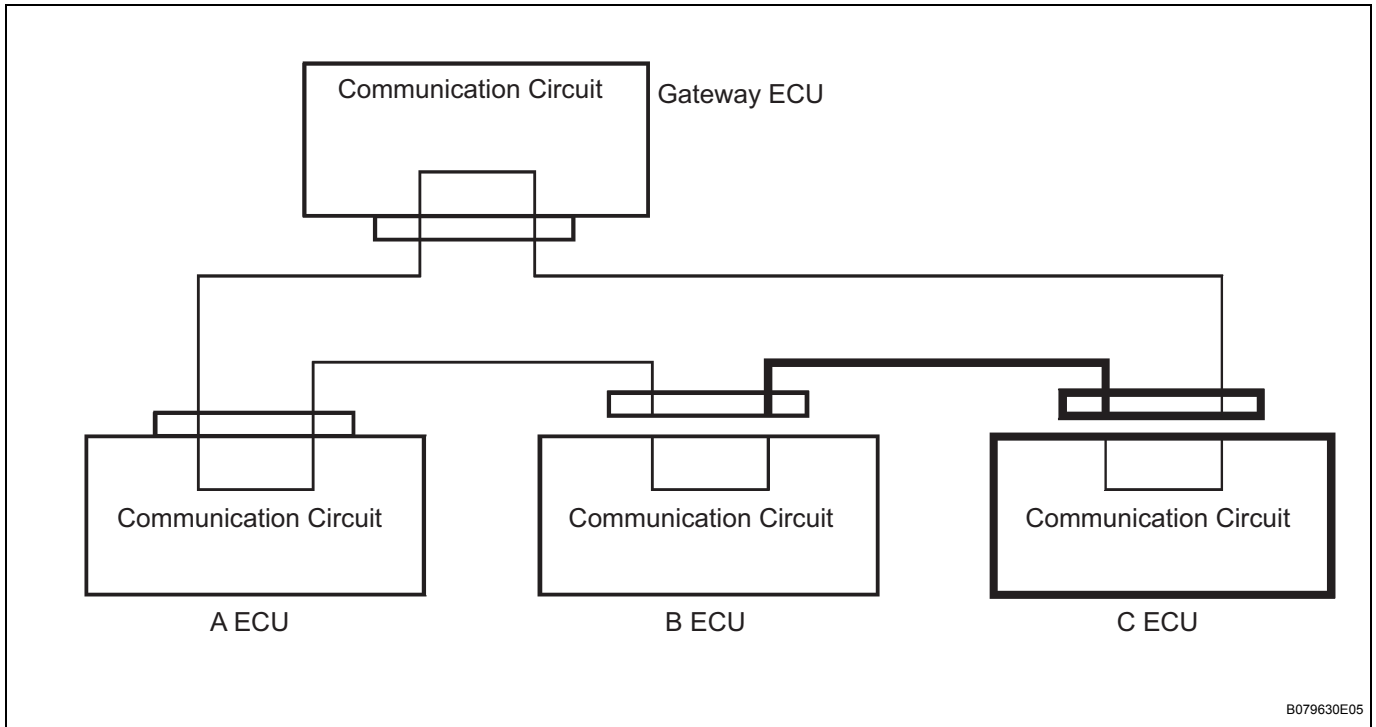 Communication Circuit
Gateway ECU
Communication Circuit
Communication Circuit
Communication Circuit
A ECU
B ECU
C ECU
B079630E05